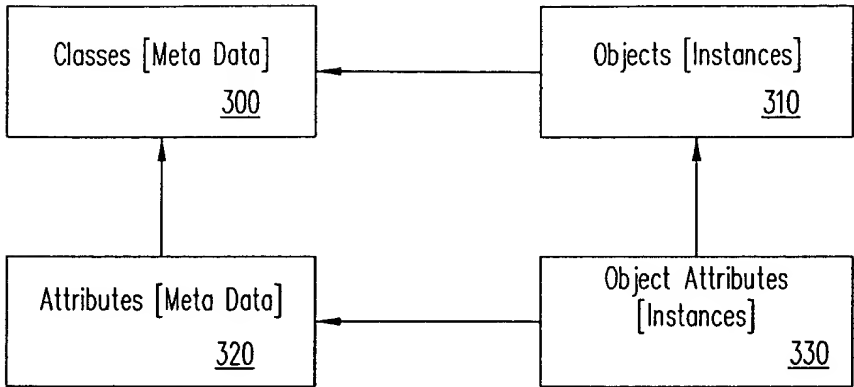 Classes [Meta Data]
300
Objects [Instances]
310
Attributes [Meta Data]
320
Object Attributes
[Instances]
330